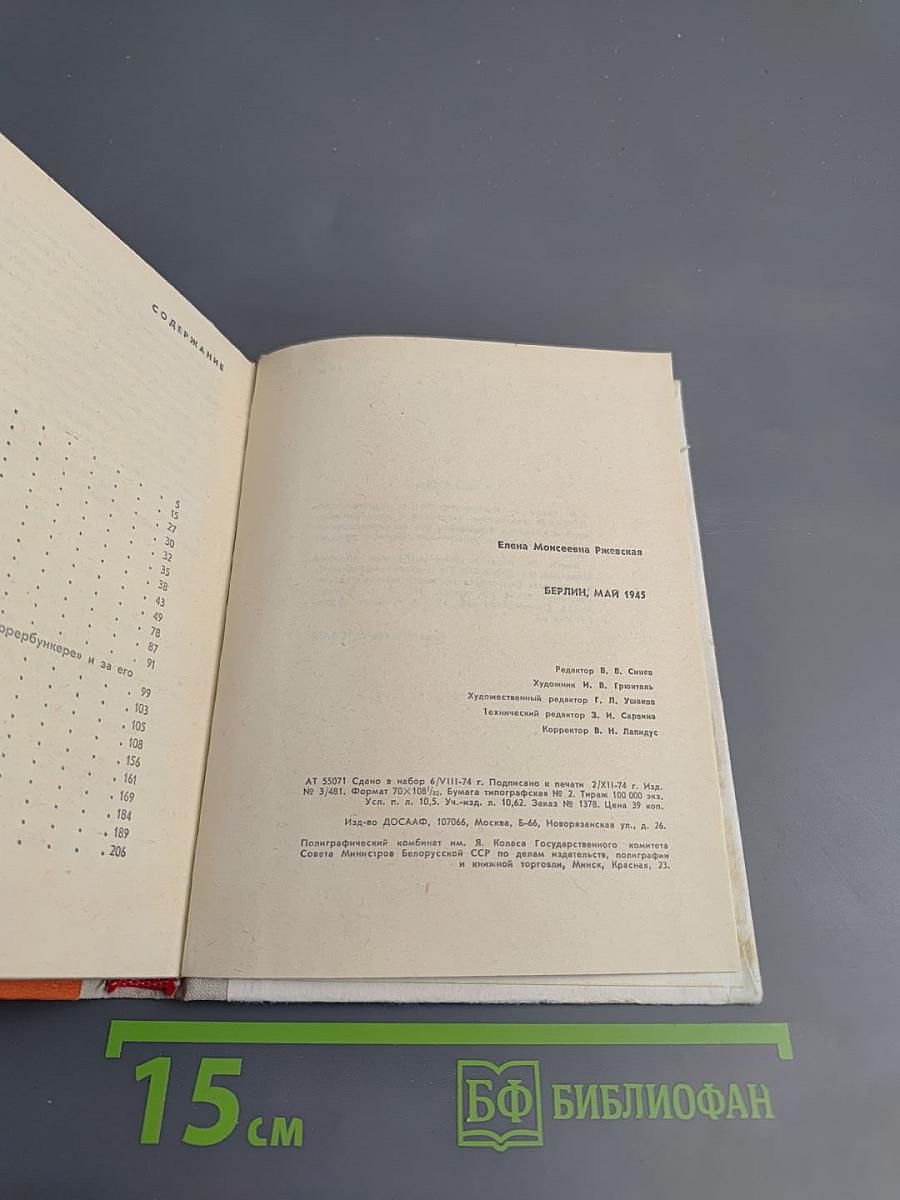 СОДЕРЖАНИЕ
5
15
27
30
32
35
38
43
49
78
87
91
и за его
99
103
105
108
156
161
169
184
189
206
Елена Моисеевна Ржевская
БЕРЛИН, МАЙ 1945
Редактор В. В. Синев
Художник И. В. Грюнталь
Художественный редактор Г. Л. Ушаков
Технический редактор З. И. Сарвина
Корректор В. Н. Лапидус
АТ 55071 Сдано в набор 6/VIII-74 г. Подписано к печати 2/XII-74 г. Изд.
№ 3/481. Формат 70×108¹/₃₂. Бумага типографская № 2. Тираж 100 000 экз.
Усл. п. л. 10,5. Уч.-изд. л. 10,62. Заказ № 1378. Цена 39 коп.
Изд-во ДОСААФ, 107066, Москва, Б-66, Новорязанская ул., д. 26.
Полиграфический комбинат им. Я. Коласа Государственного комитета
Совета Министров Белорусской ССР по делам издательств, полиграфии
и книжной торговли, Минск, Красная, 23.
15 см
БФ БИБЛИОФАН